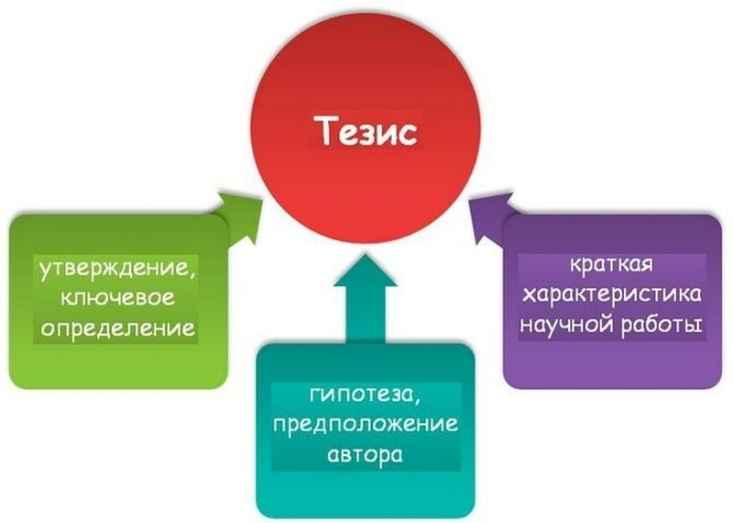 Тезис
утверждение,
ключевое
определение
гипотеза,
предположение
автора
краткая
характеристика
научной работы